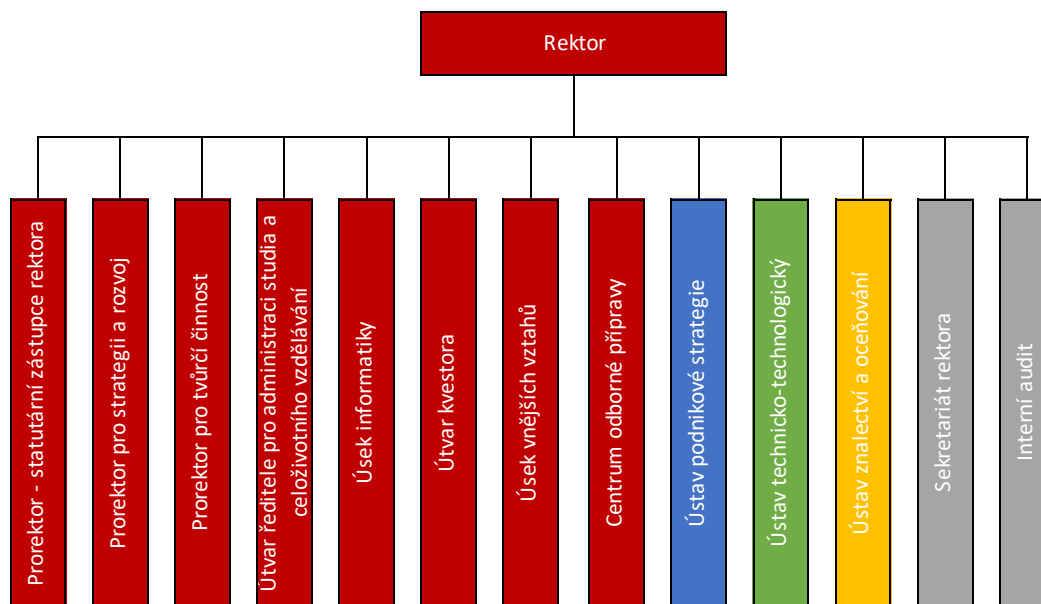 Rektor
Prorektor - statutární zástupce rektora
Prorektor pro strategii a rozvoj
Prorektor pro tvůrčí činnost
Útvar ředitele pro administraci studia a
celoživotního vzdělávání
Úsek informatiky
Útvar kvestora
Úsek vnějších vztahů
Centrum odborné přípravy
Ústav podnikové strategie
Ústav technicko-technologický
Ústav znalectví a oceňování
Sekretariát rektora
Interní audit